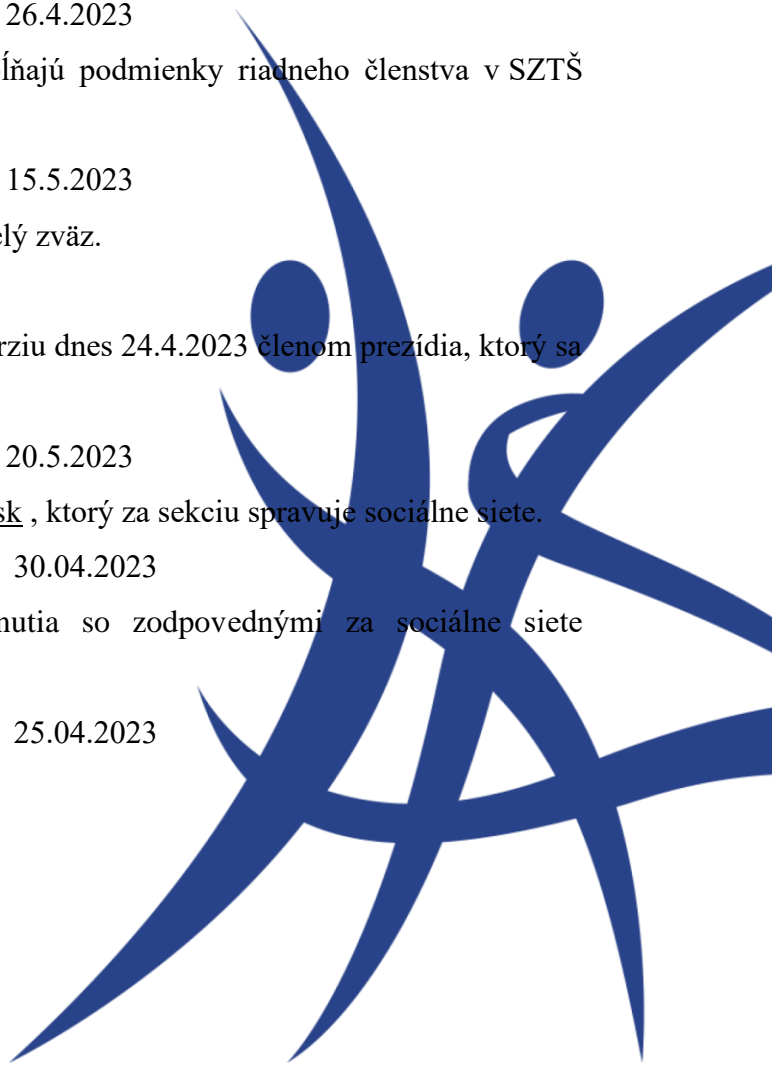 26.4.2023
ĺňajú podmienky riadneho členstva v SZTŠ
15.5.2023
elý zväz.
rziu dnes 24.4.2023 členom prezídia, ktorý sa
20.5.2023
sk , ktorý za sekciu spravuje sociálne siete.
30.04.2023
nutia so zodpovednými za sociálne siete
25.04.2023